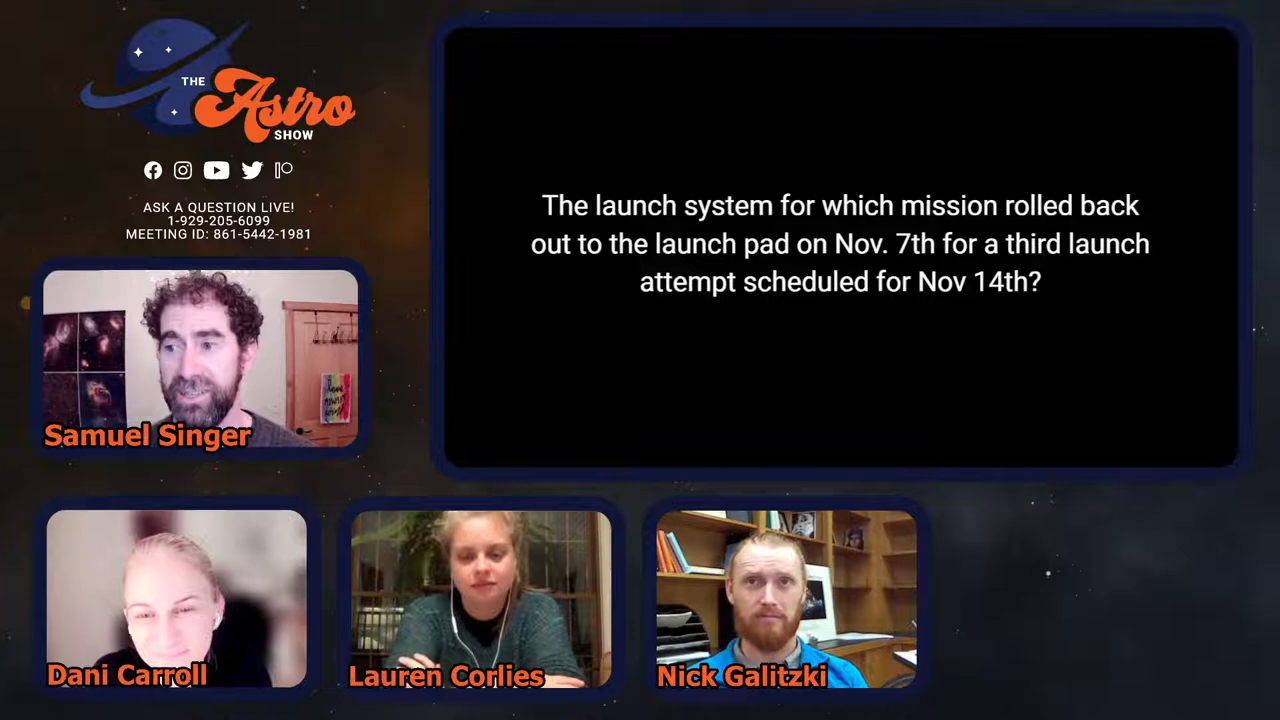 THE
Astro
SHOW
ASK A QUESTION LIVE!
1-929-205-6099
MEETING ID: 861-5442-1981
The launch system for which mission rolled back
out to the launch pad on Nov. 7th for a third launch
attempt scheduled for Nov 14th?
Samuel Singer
Dani Carroll
Lauren Corlies
Nick Galitzki